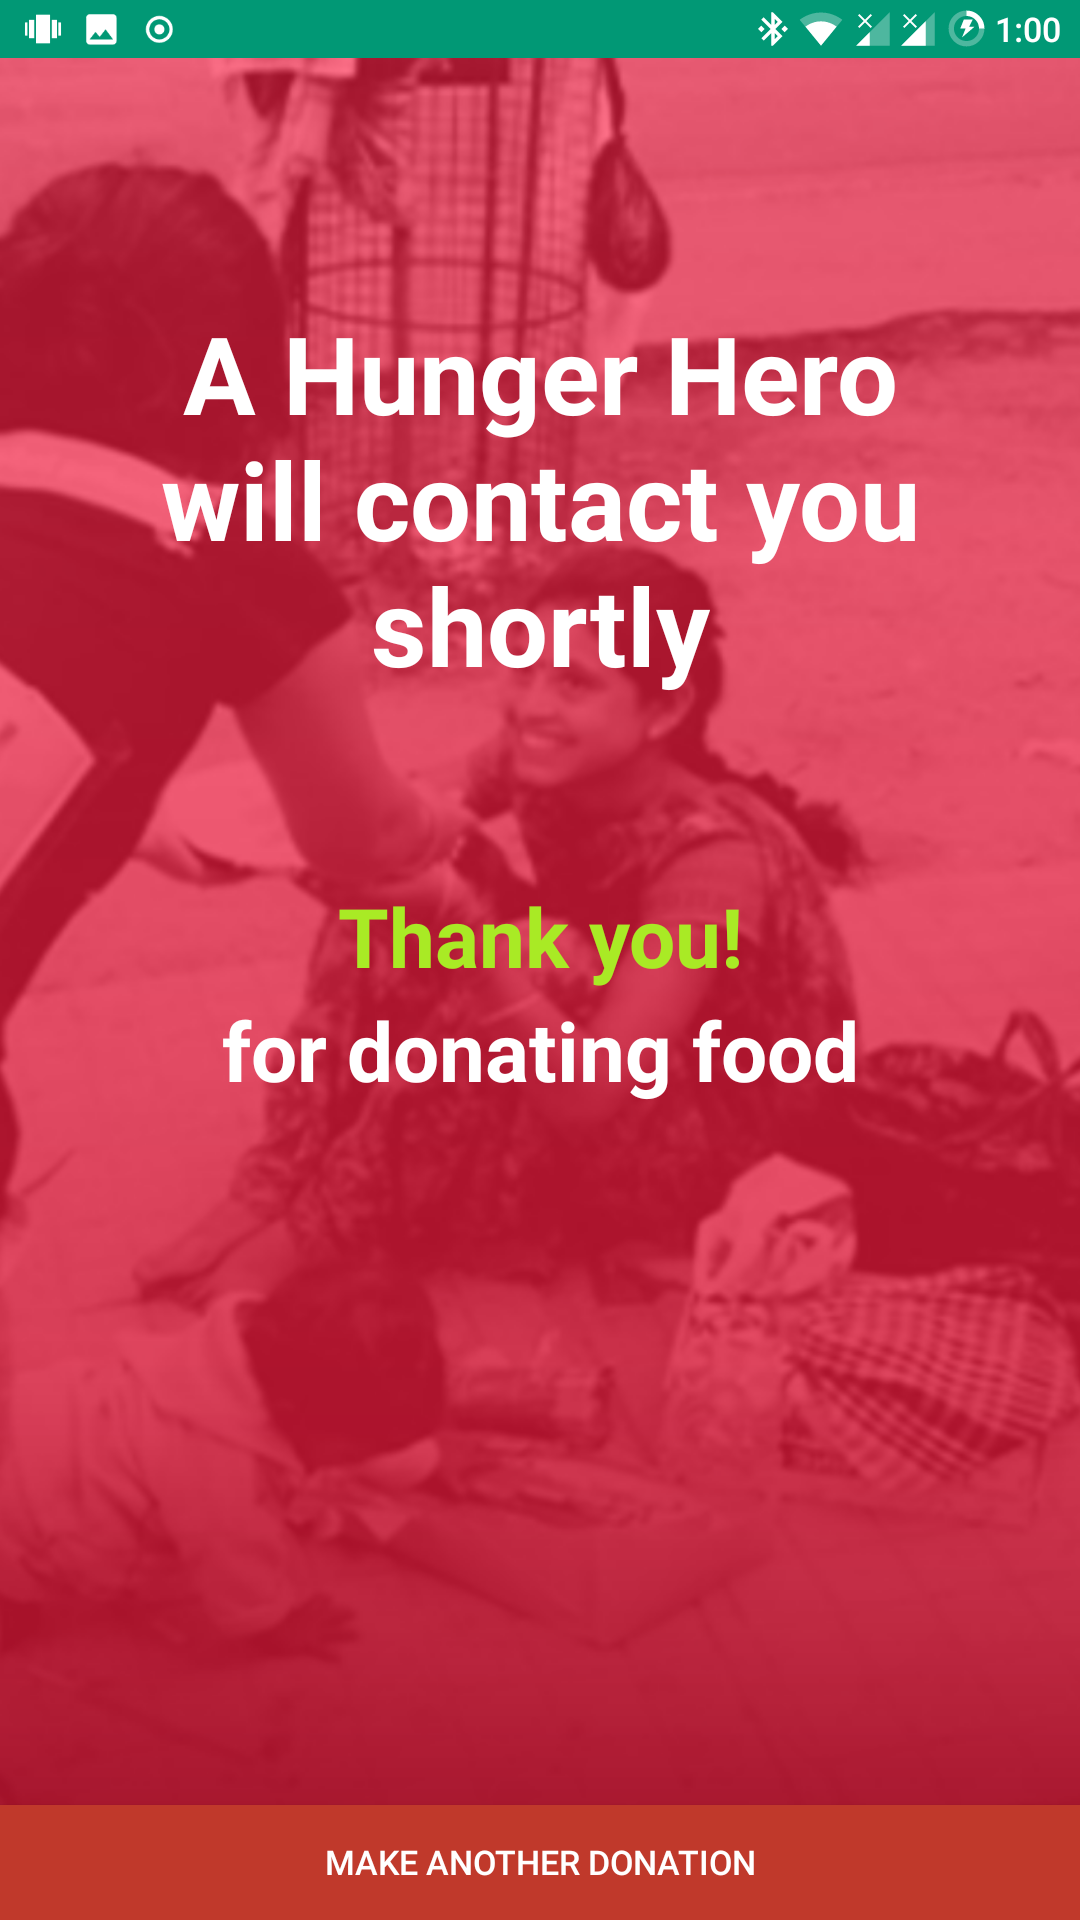 1:00
A Hunger Hero
will contact you
shortly
Thank you!
for donating food
MAKE ANOTHER DONATION